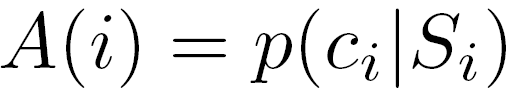 A(i) = p(c_i|S_i)